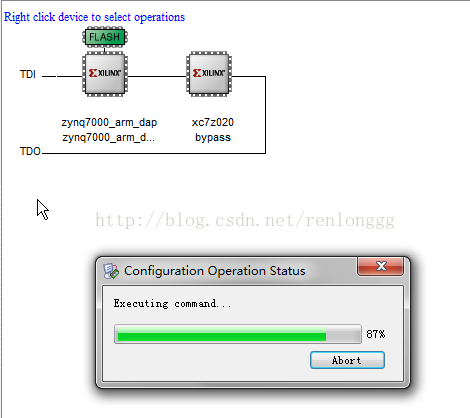 Right click device to select operations
FLASH
TDI
XILINX
XILINX
zynq7000_arm_dap
xc7z020
zynq7000_arm_d...
bypass
TDO
http://blog.csdn.net/renlonggg
Configuration Operation Status
Executing command...
87%
Abort